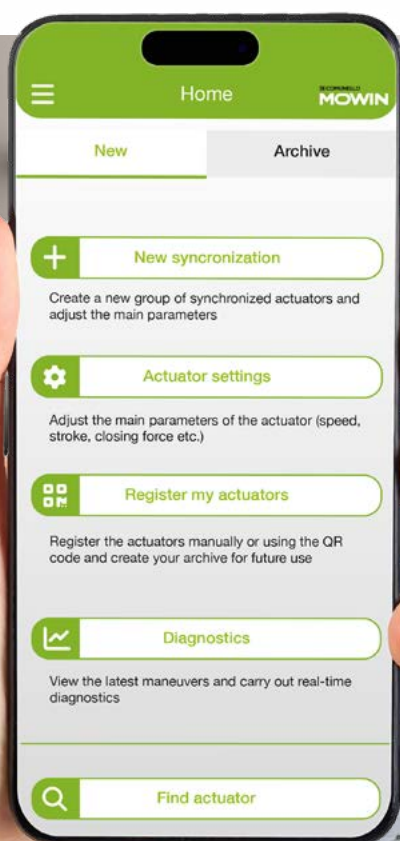 Home
MOWIN
New
Archive
New syncronization
Create a new group of synchronized actuators and
adjust the main parameters
Actuator settings
Adjust the main parameters of the actuator (speed,
stroke, closing force etc.)
Register my actuators
Register the actuators manually or using the QR
code and create your archive for future use
Diagnostics
View the latest maneuvers and carry out real-time
diagnostics
Find actuator